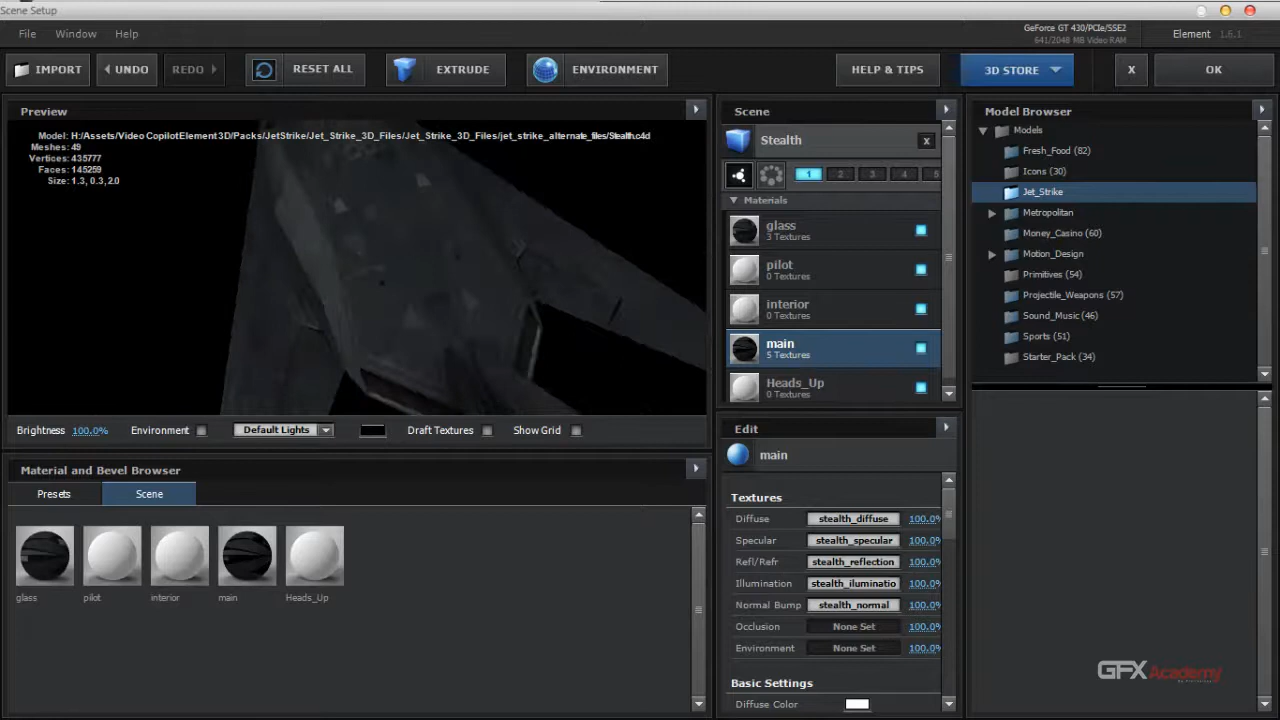 Scene Setup
File Window Help
GeForce GT 430/PCIe/SSE2
641/2048 MB Video RAM
Element 1.6.1
IMPORT UNDO REDO RESET ALL EXTRUDE ENVIRONMENT HELP & TIPS 3D STORE X OK
Preview
Model: H:/Assets/Video CopilotElement 3D/Packs/JetStrike/Jet_Strike_3D_Files/Jet_Strike_3D_Files/jet_strike_alternate_files/Stealth.c4d
Meshes: 49
Vertices: 435777
Faces: 145259
Size: 1.3, 0.3, 2.0
Brightness 100.0% Environment Default Lights Draft Textures Show Grid
Material and Bevel Browser
Presets Scene
glass pilot interior main Heads_Up
Scene
Stealth X
1 2 3 4 5
Materials
glass
3 Textures
pilot
0 Textures
interior
0 Textures
main
5 Textures
Heads_Up
0 Textures
Edit
main
Textures
Diffuse stealth_diffuse 100.0%
Specular stealth_specular 100.0%
Refl/Refr stealth_reflection 100.0%
Illumination stealth_iluminatio 100.0%
Normal Bump stealth_normal 100.0%
Occlusion None Set 100.0%
Environment None Set 100.0%
Basic Settings
Diffuse Color
Model Browser
Models
Fresh_Food (82)
Icons (30)
Jet_Strike
Metropolitan
Money_Casino (60)
Motion_Design
Primitives (54)
Projectile_Weapons (57)
Sound_Music (46)
Sports (51)
Starter_Pack (34)
GFX Academy